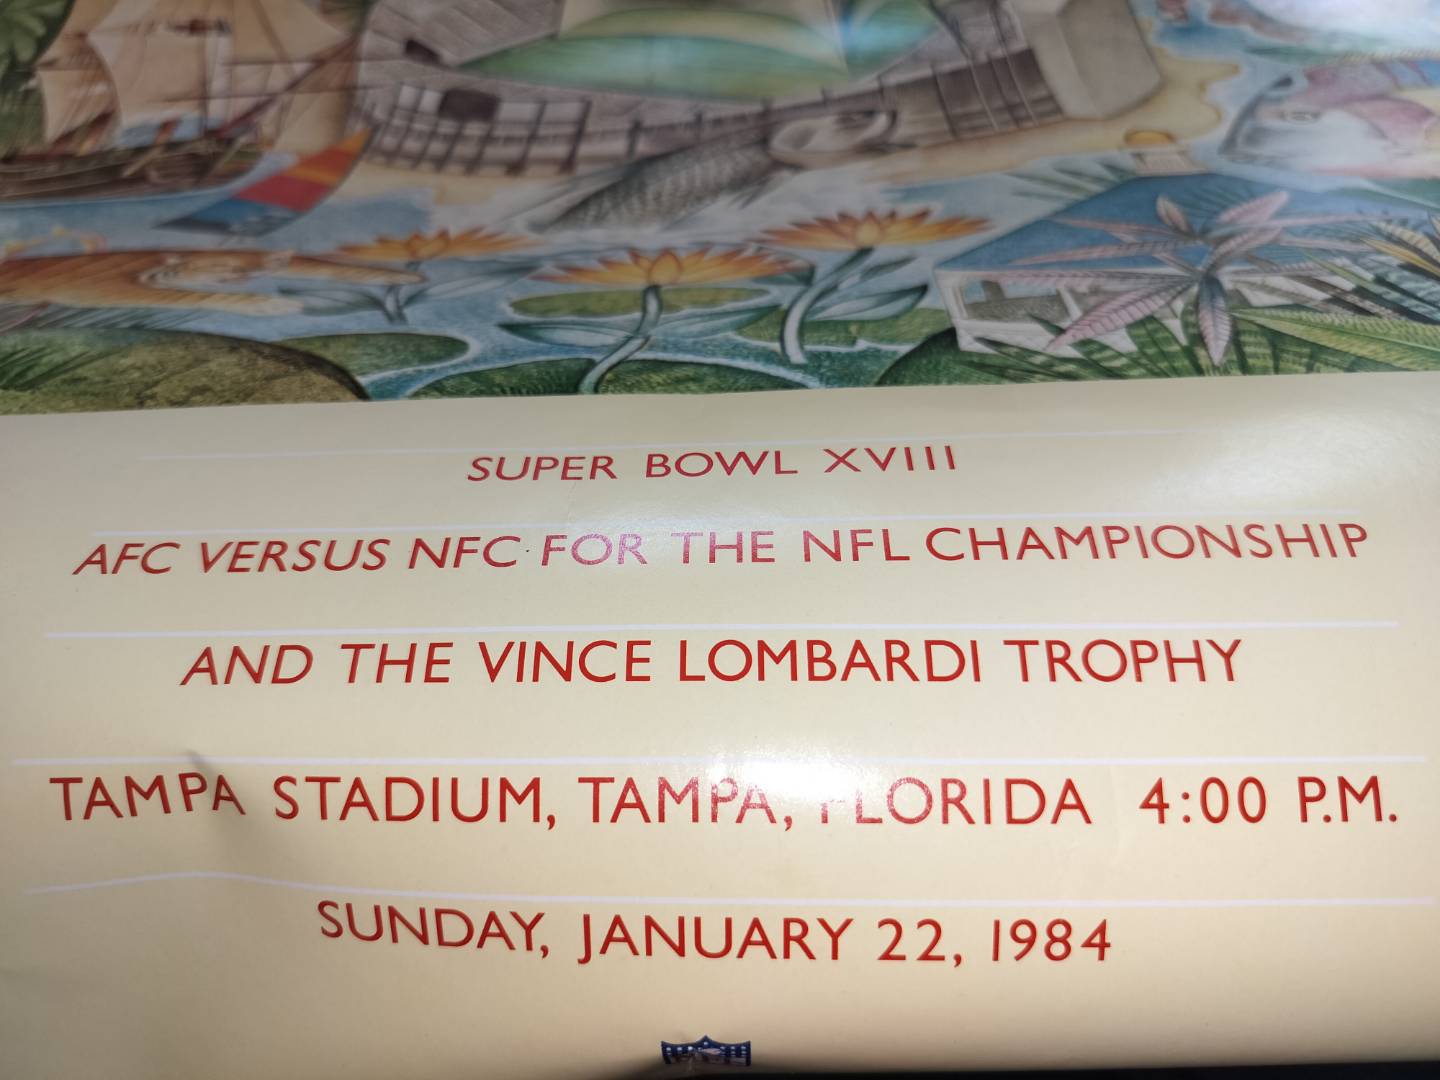 SUPER BOWL XVIII
AFC VERSUS NFC FOR THE NFL CHAMPIONSHIP
AND THE VINCE LOMBARDI TROPHY
TAMPA STADIUM, TAMPA, FLORIDA 4:00 P.M.
SUNDAY, JANUARY 22, 1984